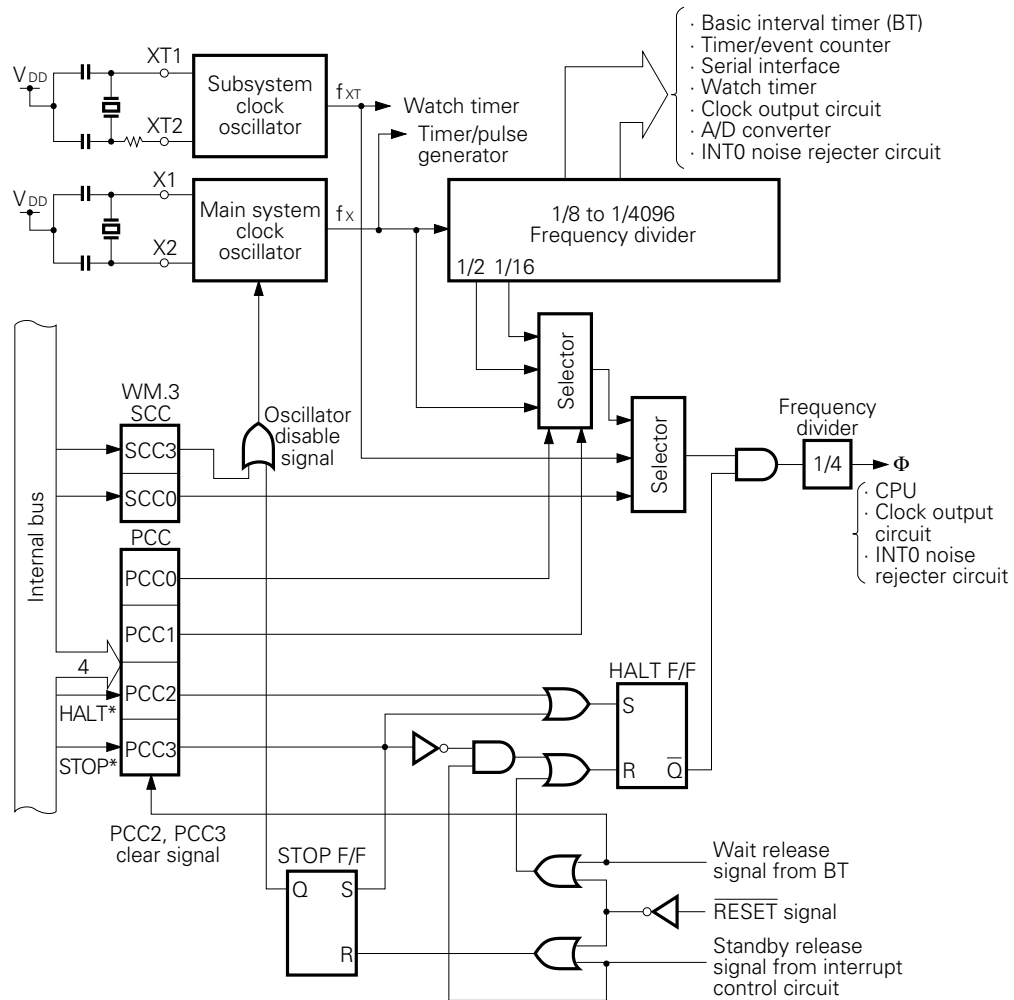 · Basic interval timer (BT)
· Timer/event counter
· Serial interface
· Watch timer
· Clock output circuit
· A/D converter
· INT0 noise rejecter circuit
VDD
XT1
XT2
Subsystem
clock
oscillator
fXT
Watch timer
Timer/pulse
generator
VDD
X1
X2
Main system
clock
oscillator
fX
1/8 to 1/4096
Frequency divider
1/2 1/16
Selector
Selector
Internal bus
WM.3
SCC
SCC3
SCC0
Oscillator
disable
signal
Frequency
divider
1/4
Φ
· CPU
· Clock output
circuit
· INT0 noise
rejecter circuit
PCC
PCC0
PCC1
PCC2
PCC3
4
HALT*
STOP*
HALT F/F
S
R
Q̅
PCC2, PCC3
clear signal
STOP F/F
Q
S
R
Wait release
signal from BT
R̅E̅S̅E̅T̅ signal
Standby release
signal from interrupt
control circuit